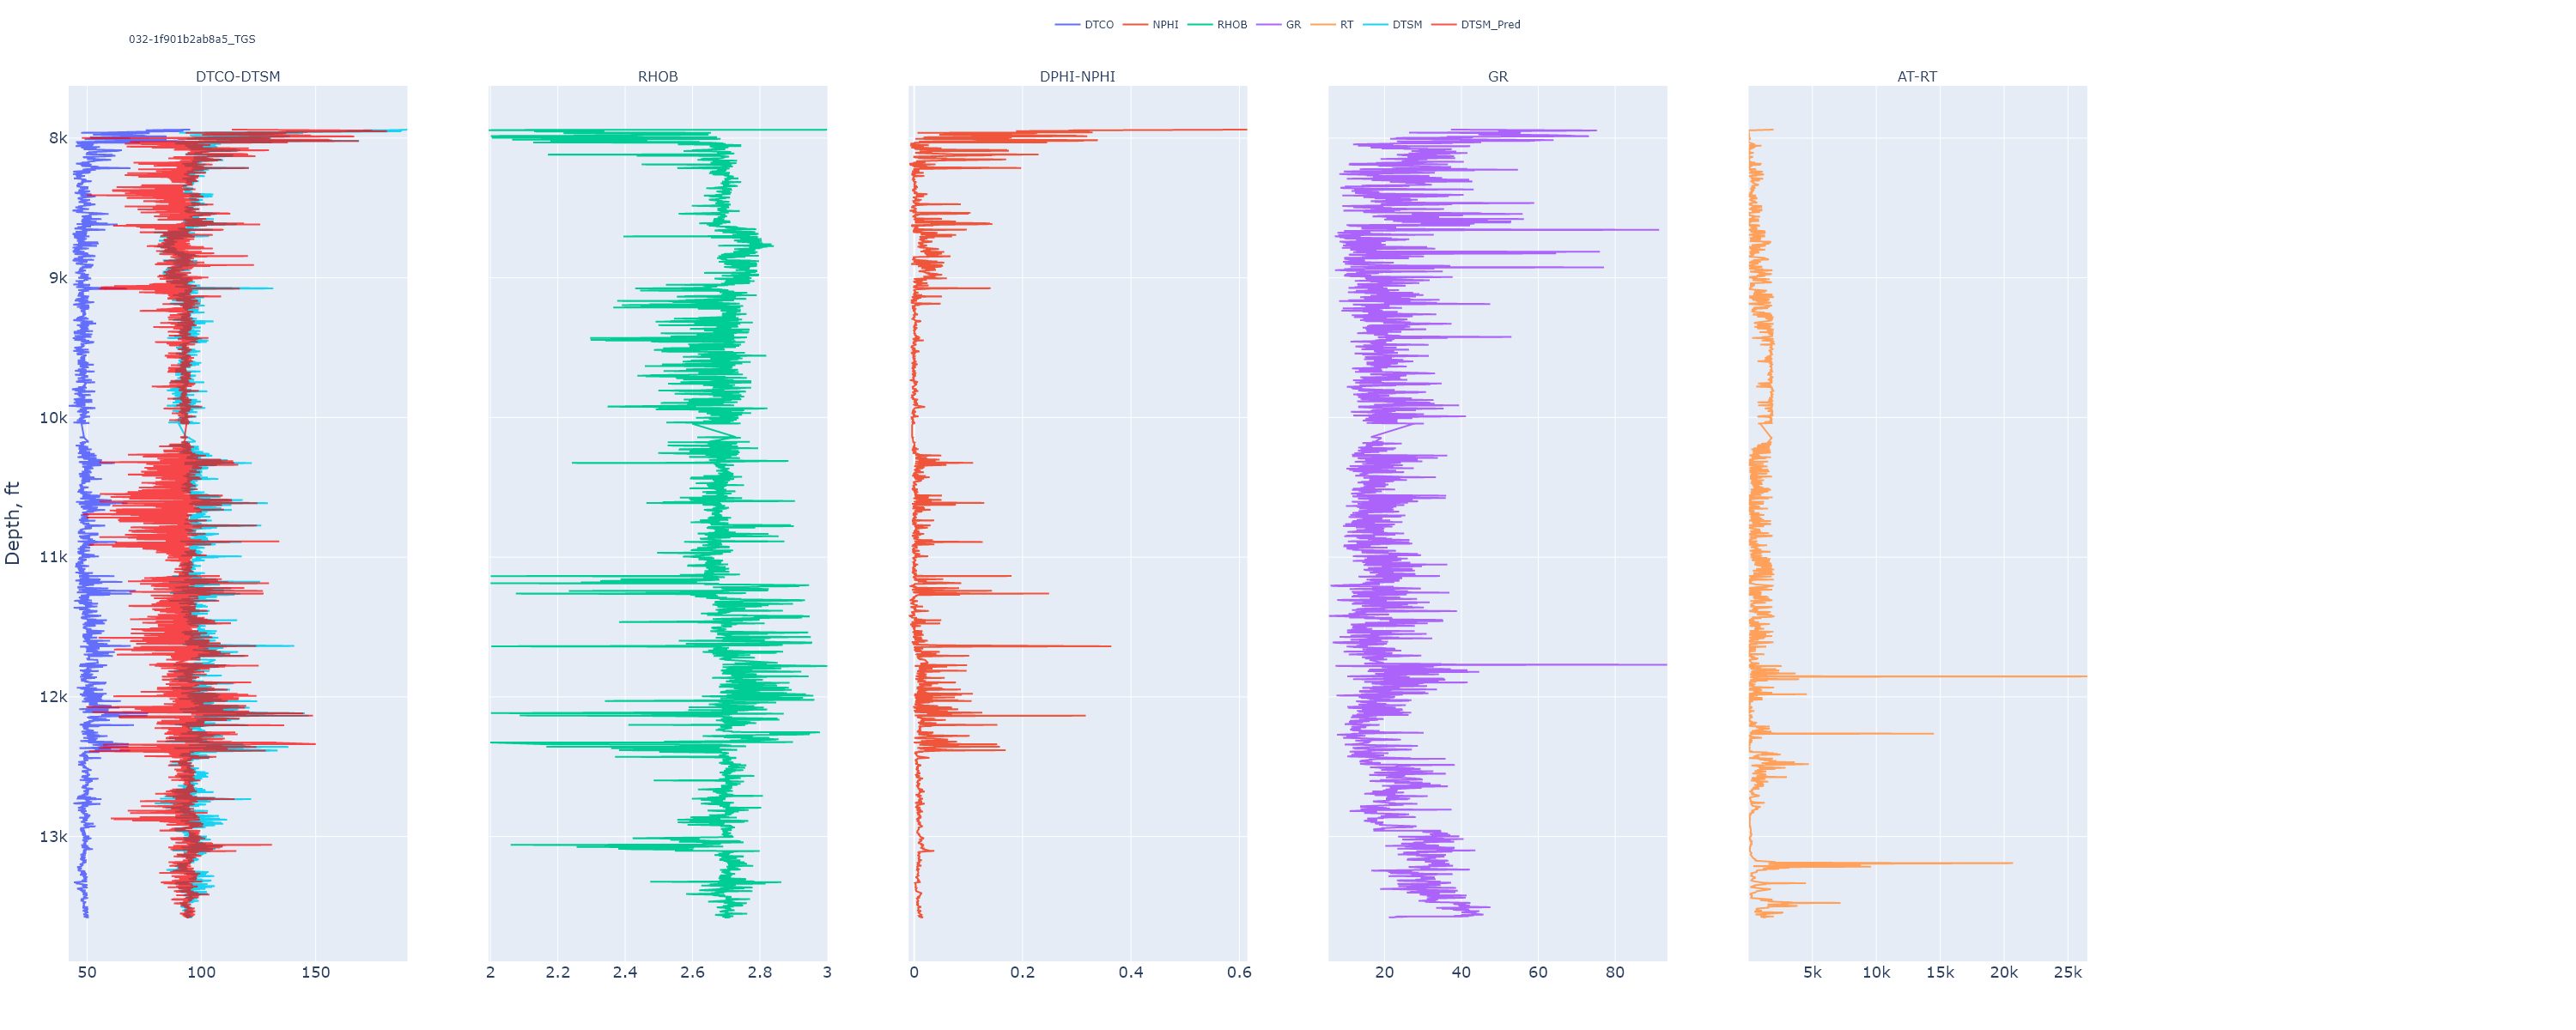 DTCO NPHI RHOB GR RT DTSM DTSM_Pred
032-1f901b2ab8a5_TGS
DTCO-DTSM RHOB DPHI-NPHI GR AT-RT
8k
9k
10k
11k
12k
13k
Depth, ft
50 100 150 2 2.2 2.4 2.6 2.8 3 0 0.2 0.4 0.6 20 40 60 80 5k 10k 15k 20k 25k